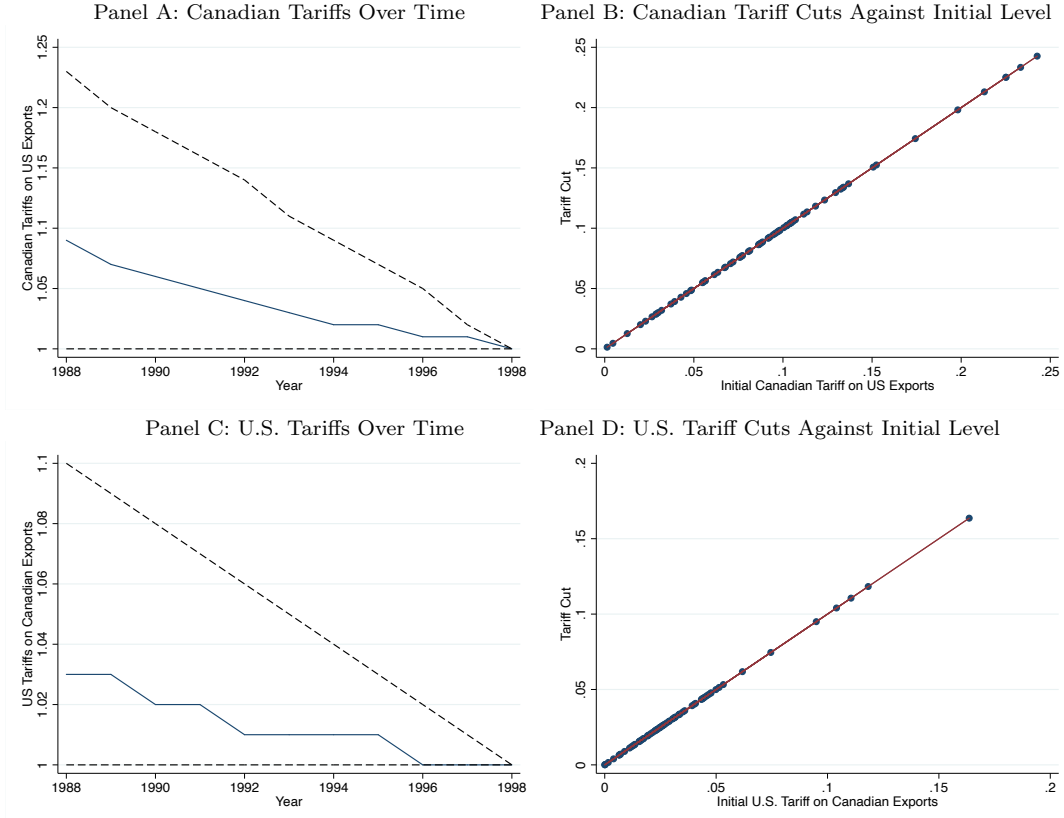 Panel A: Canadian Tariffs Over Time
Canadian Tariffs on US Exports
1.25
1.2
1.15
1.1
1.05
1
1988 1990 1992 1994 1996 1998
Year
Panel B: Canadian Tariff Cuts Against Initial Level
Tariff Cut
.25
.2
.15
.1
.05
0
0 .05 .1 .15 .2 .25
Initial Canadian Tariff on US Exports
Panel C: U.S. Tariffs Over Time
US Tariffs on Canadian Exports
1.1
1.08
1.06
1.04
1.02
1
1988 1990 1992 1994 1996 1998
Year
Panel D: U.S. Tariff Cuts Against Initial Level
Tariff Cut
.2
.15
.1
.05
0
0 .05 .1 .15 .2
Initial U.S. Tariff on Canadian Exports